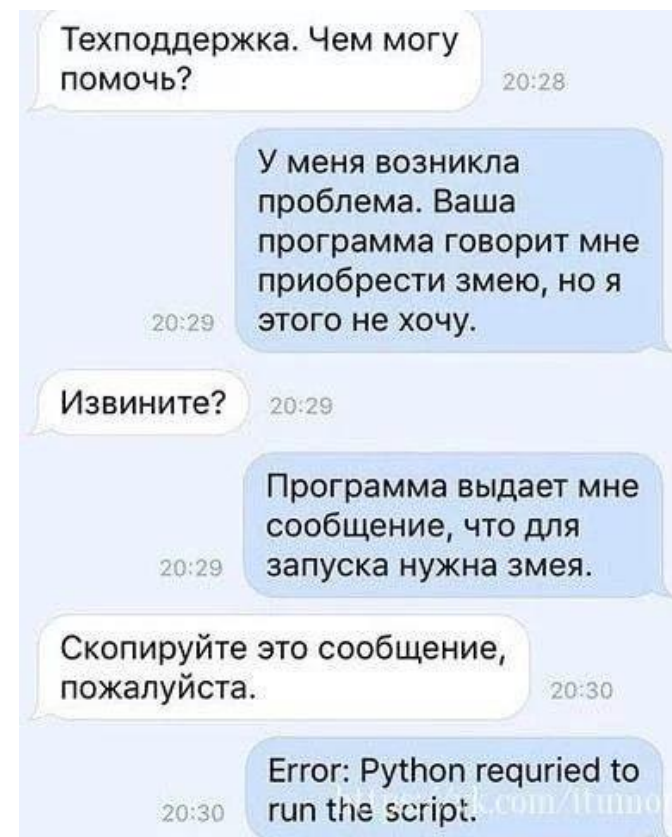 Техподдержка. Чем могу
помочь?
20:28
У меня возникла
проблема. Ваша
программа говорит мне
приобрести змею, но я
этого не хочу.
20:29
Извините?
20:29
Программа выдает мне
сообщение, что для
запуска нужна змея.
20:29
Скопируйте это сообщение,
пожалуйста.
20:30
Error: Python requried to
run the script.
20:30